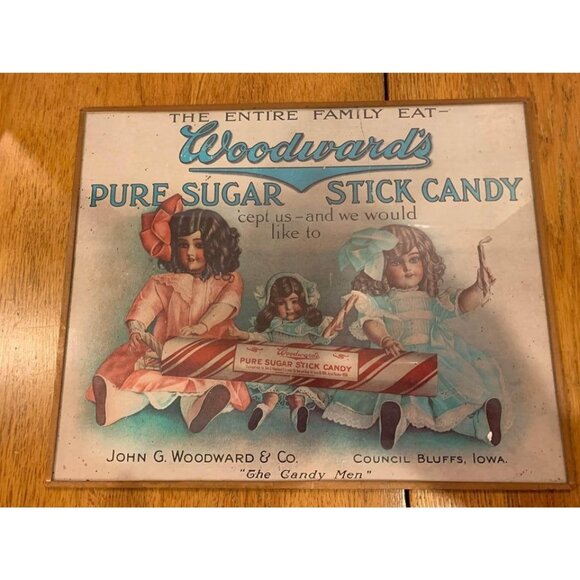 THE ENTIRE FAMILY EAT—
Woodward's
PURE SUGAR STICK CANDY
'cept us – and we would
like to
Woodward's
PURE SUGAR STICK CANDY
JOHN G. WOODWARD & CO. COUNCIL BLUFFS, IOWA.
"The Candy Men"